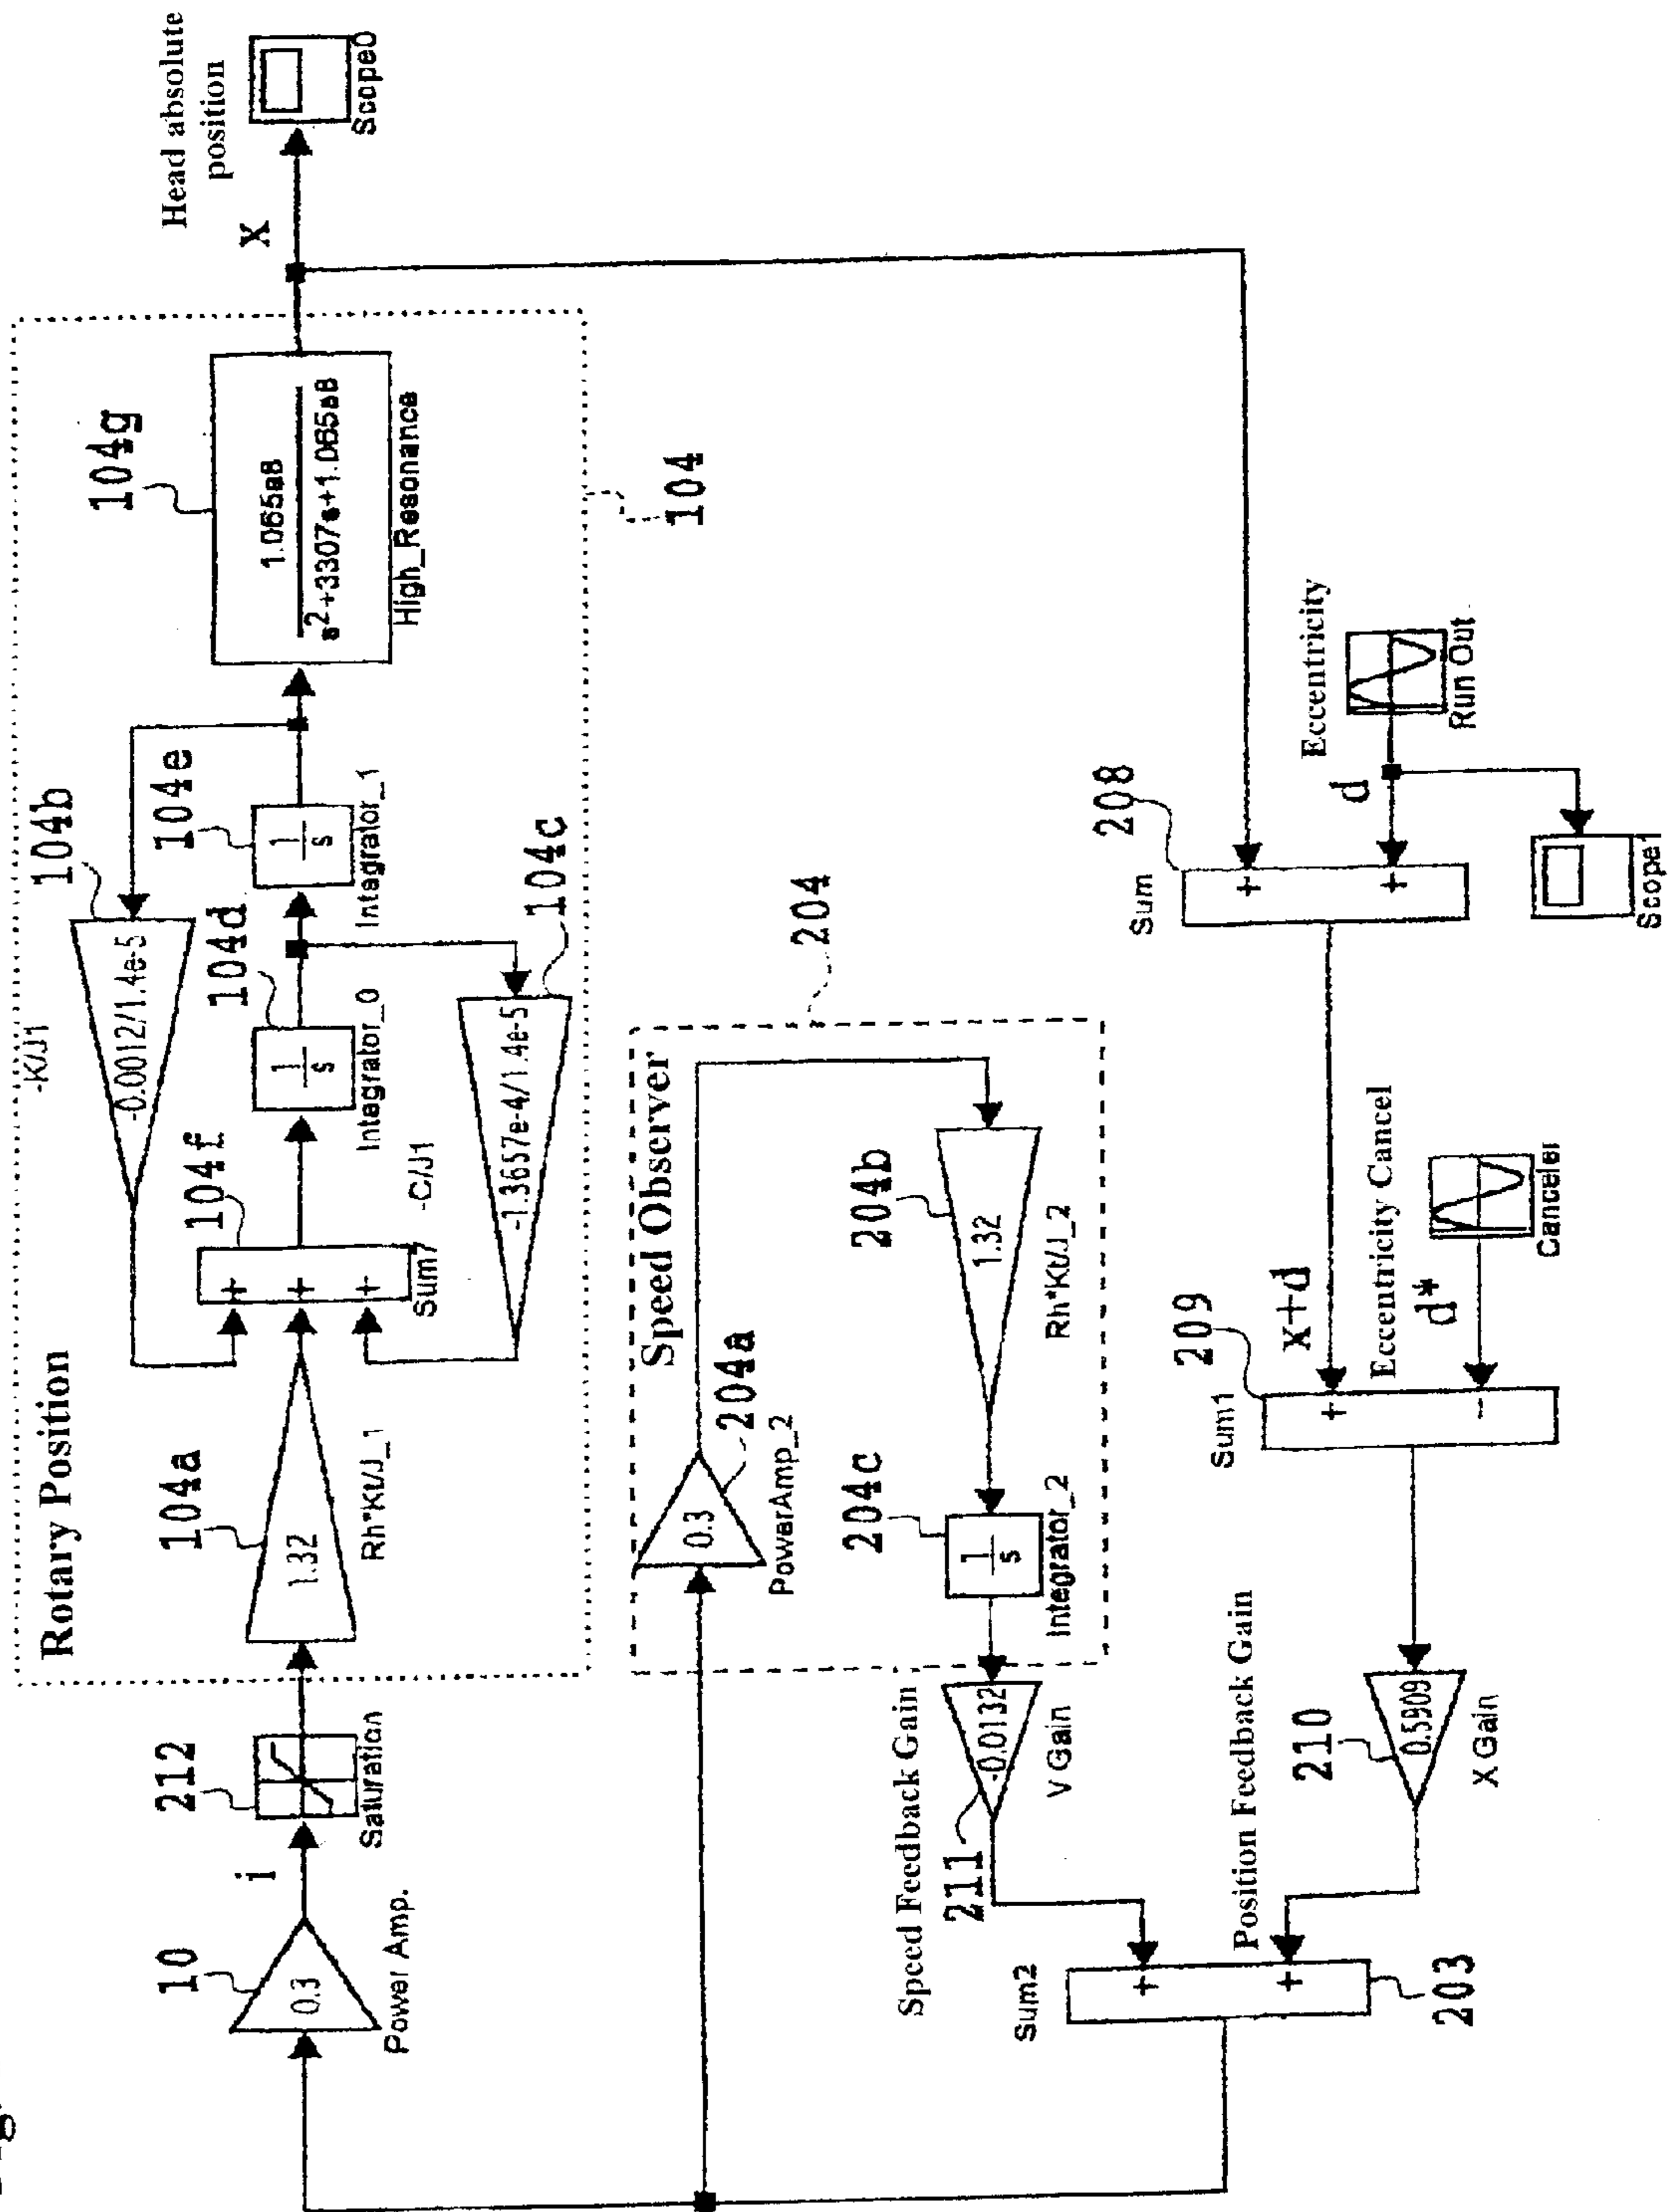 Head absolute
position
X
Scope0
104g
1.065e8
s2+3307s+1.065e8
High_Resonance
104
104b
-0.0012/1.4e-5
-K/J1
104e
1
s
Integrator_1
104d
1
s
Integrator_0
104c
-1.3657e-4/1.4e-5
-C/J1
104f
+
+
+
Sum7
Rotary Position
104a
1.32
Rh*Kt/J_1
212
Saturation
i
10
0.3
Power Amp.
204
Speed Observer
204a
0.3
PowerAmp_2
204b
1.32
Rh*Kt/J_2
204c
1
s
Integrator_2
Speed Feedback Gain
211
-0.0132
V Gain
Eccentricity
Run Out
d
Scope1
208
Sum
+
+
x+d
209
Sum1
+
-
Eccentricity Cancel
d*
Canceler
Position Feedback Gain
210
0.5909
X Gain
Sum2
+
+
203